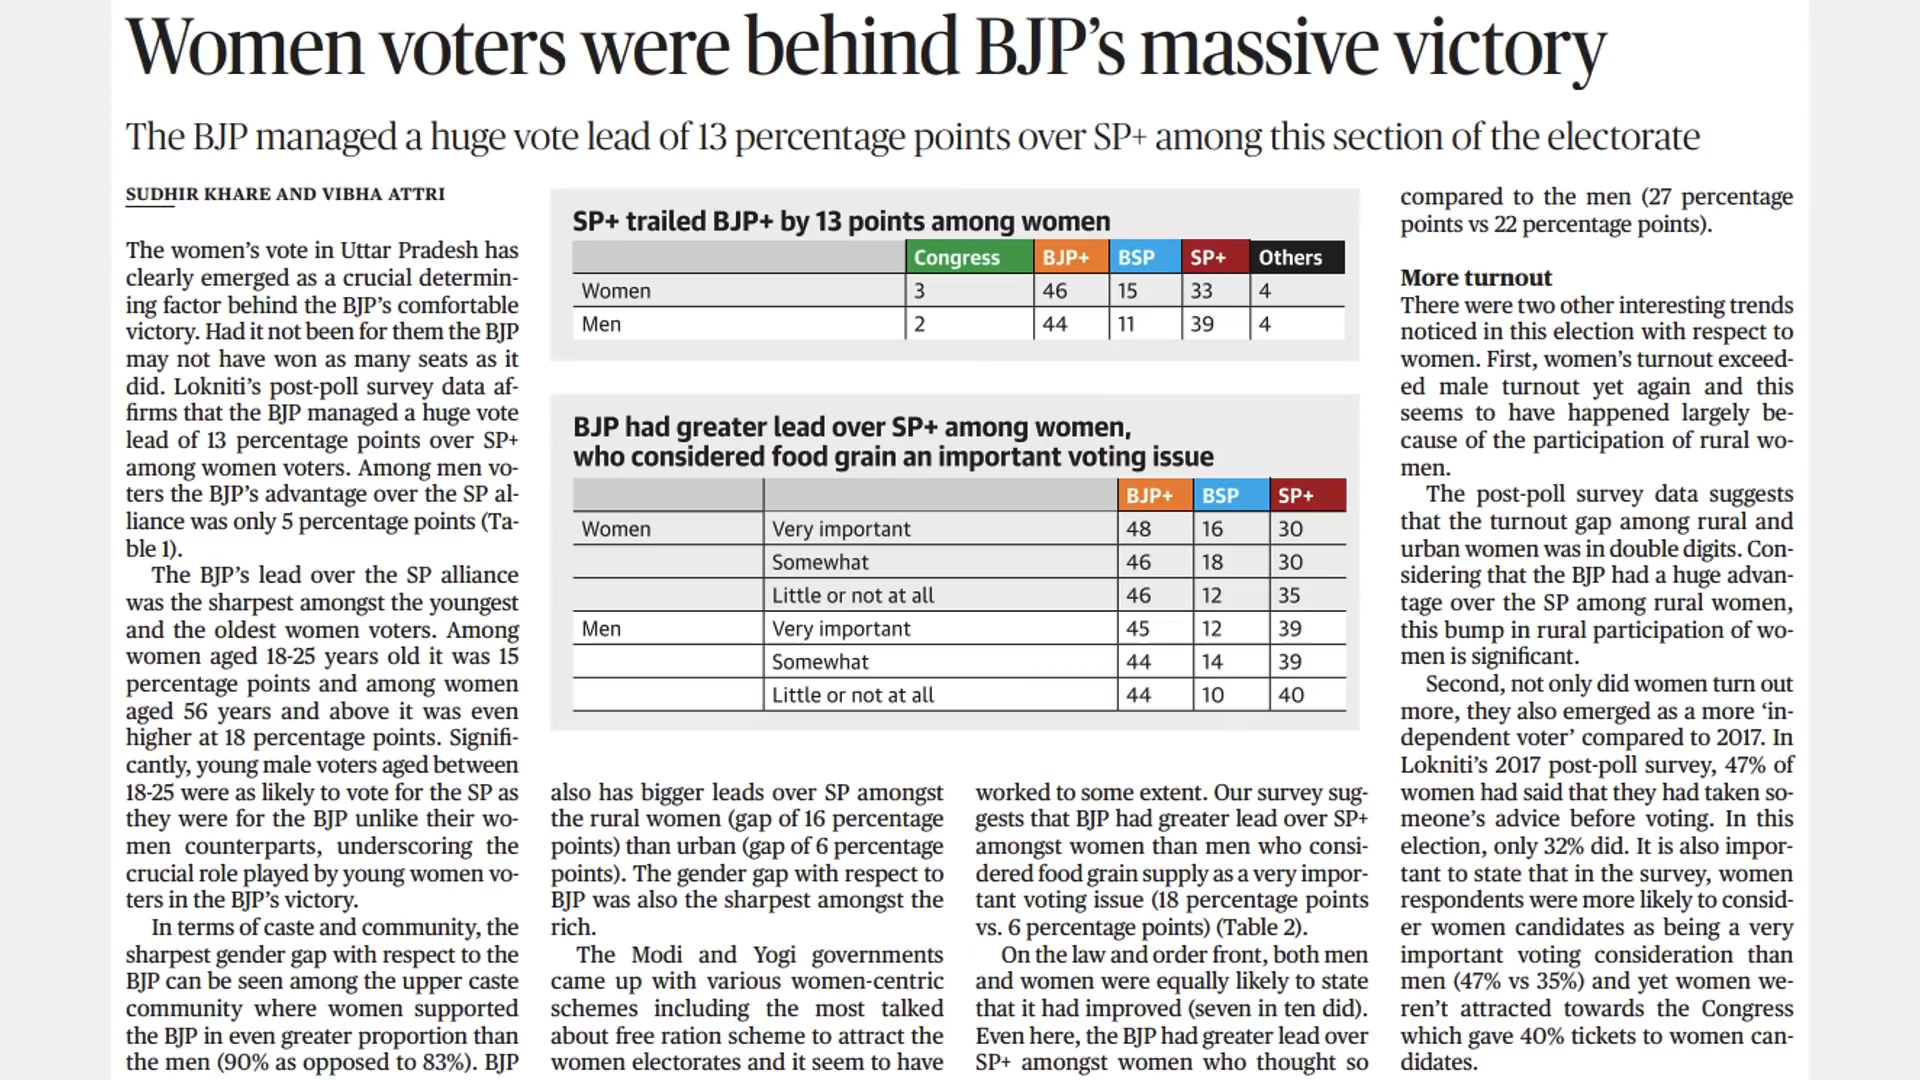 Women voters were behind BJP’s massive victory
The BJP managed a huge vote lead of 13 percentage points over SP+ among this section of the electorate
SUDHIR KHARE AND VIBHA ATTRI
The women’s vote in Uttar Pradesh has
clearly emerged as a crucial determin-
ing factor behind the BJP’s comfortable
victory. Had it not been for them the BJP
may not have won as many seats as it
did. Lokniti’s post-poll survey data af-
firms that the BJP managed a huge vote
lead of 13 percentage points over SP+
among women voters. Among men vo-
ters the BJP’s advantage over the SP al-
liance was only 5 percentage points (Ta-
ble 1).
The BJP’s lead over the SP alliance
was the sharpest amongst the youngest
and the oldest women voters. Among
women aged 18-25 years old it was 15
percentage points and among women
aged 56 years and above it was even
higher at 18 percentage points. Signifi-
cantly, young male voters aged between
18-25 were as likely to vote for the SP as
they were for the BJP unlike their wo-
men counterparts, underscoring the
crucial role played by young women vo-
ters in the BJP’s victory.
In terms of caste and community, the
sharpest gender gap with respect to the
BJP can be seen among the upper caste
community where women supported
the BJP in even greater proportion than
the men (90% as opposed to 83%). BJP
SP+ trailed BJP+ by 13 points among women
Congress BJP+ BSP SP+ Others
Women 3 46 15 33 4
Men 2 44 11 39 4
BJP had greater lead over SP+ among women,
who considered food grain an important voting issue
BJP+ BSP SP+
Women Very important 48 16 30
Somewhat 46 18 30
Little or not at all 46 12 35
Men Very important 45 12 39
Somewhat 44 14 39
Little or not at all 44 10 40
also has bigger leads over SP amongst
the rural women (gap of 16 percentage
points) than urban (gap of 6 percentage
points). The gender gap with respect to
BJP was also the sharpest amongst the
rich.
The Modi and Yogi governments
came up with various women-centric
schemes including the most talked
about free ration scheme to attract the
women electorates and it seem to have
worked to some extent. Our survey sug-
gests that BJP had greater lead over SP+
amongst women than men who consi-
dered food grain supply as a very impor-
tant voting issue (18 percentage points
vs. 6 percentage points) (Table 2).
On the law and order front, both men
and women were equally likely to state
that it had improved (seven in ten did).
Even here, the BJP had greater lead over
SP+ amongst women who thought so
compared to the men (27 percentage
points vs 22 percentage points).
More turnout
There were two other interesting trends
noticed in this election with respect to
women. First, women’s turnout exceed-
ed male turnout yet again and this
seems to have happened largely be-
cause of the participation of rural wo-
men.
The post-poll survey data suggests
that the turnout gap among rural and
urban women was in double digits. Con-
sidering that the BJP had a huge advan-
tage over the SP among rural women,
this bump in rural participation of wo-
men is significant.
Second, not only did women turn out
more, they also emerged as a more ‘in-
dependent voter’ compared to 2017. In
Lokniti’s 2017 post-poll survey, 47% of
women had said that they had taken so-
meone’s advice before voting. In this
election, only 32% did. It is also impor-
tant to state that in the survey, women
respondents were more likely to consid-
er women candidates as being a very
important voting consideration than
men (47% vs 35%) and yet women we-
ren’t attracted towards the Congress
which gave 40% tickets to women can-
didates.